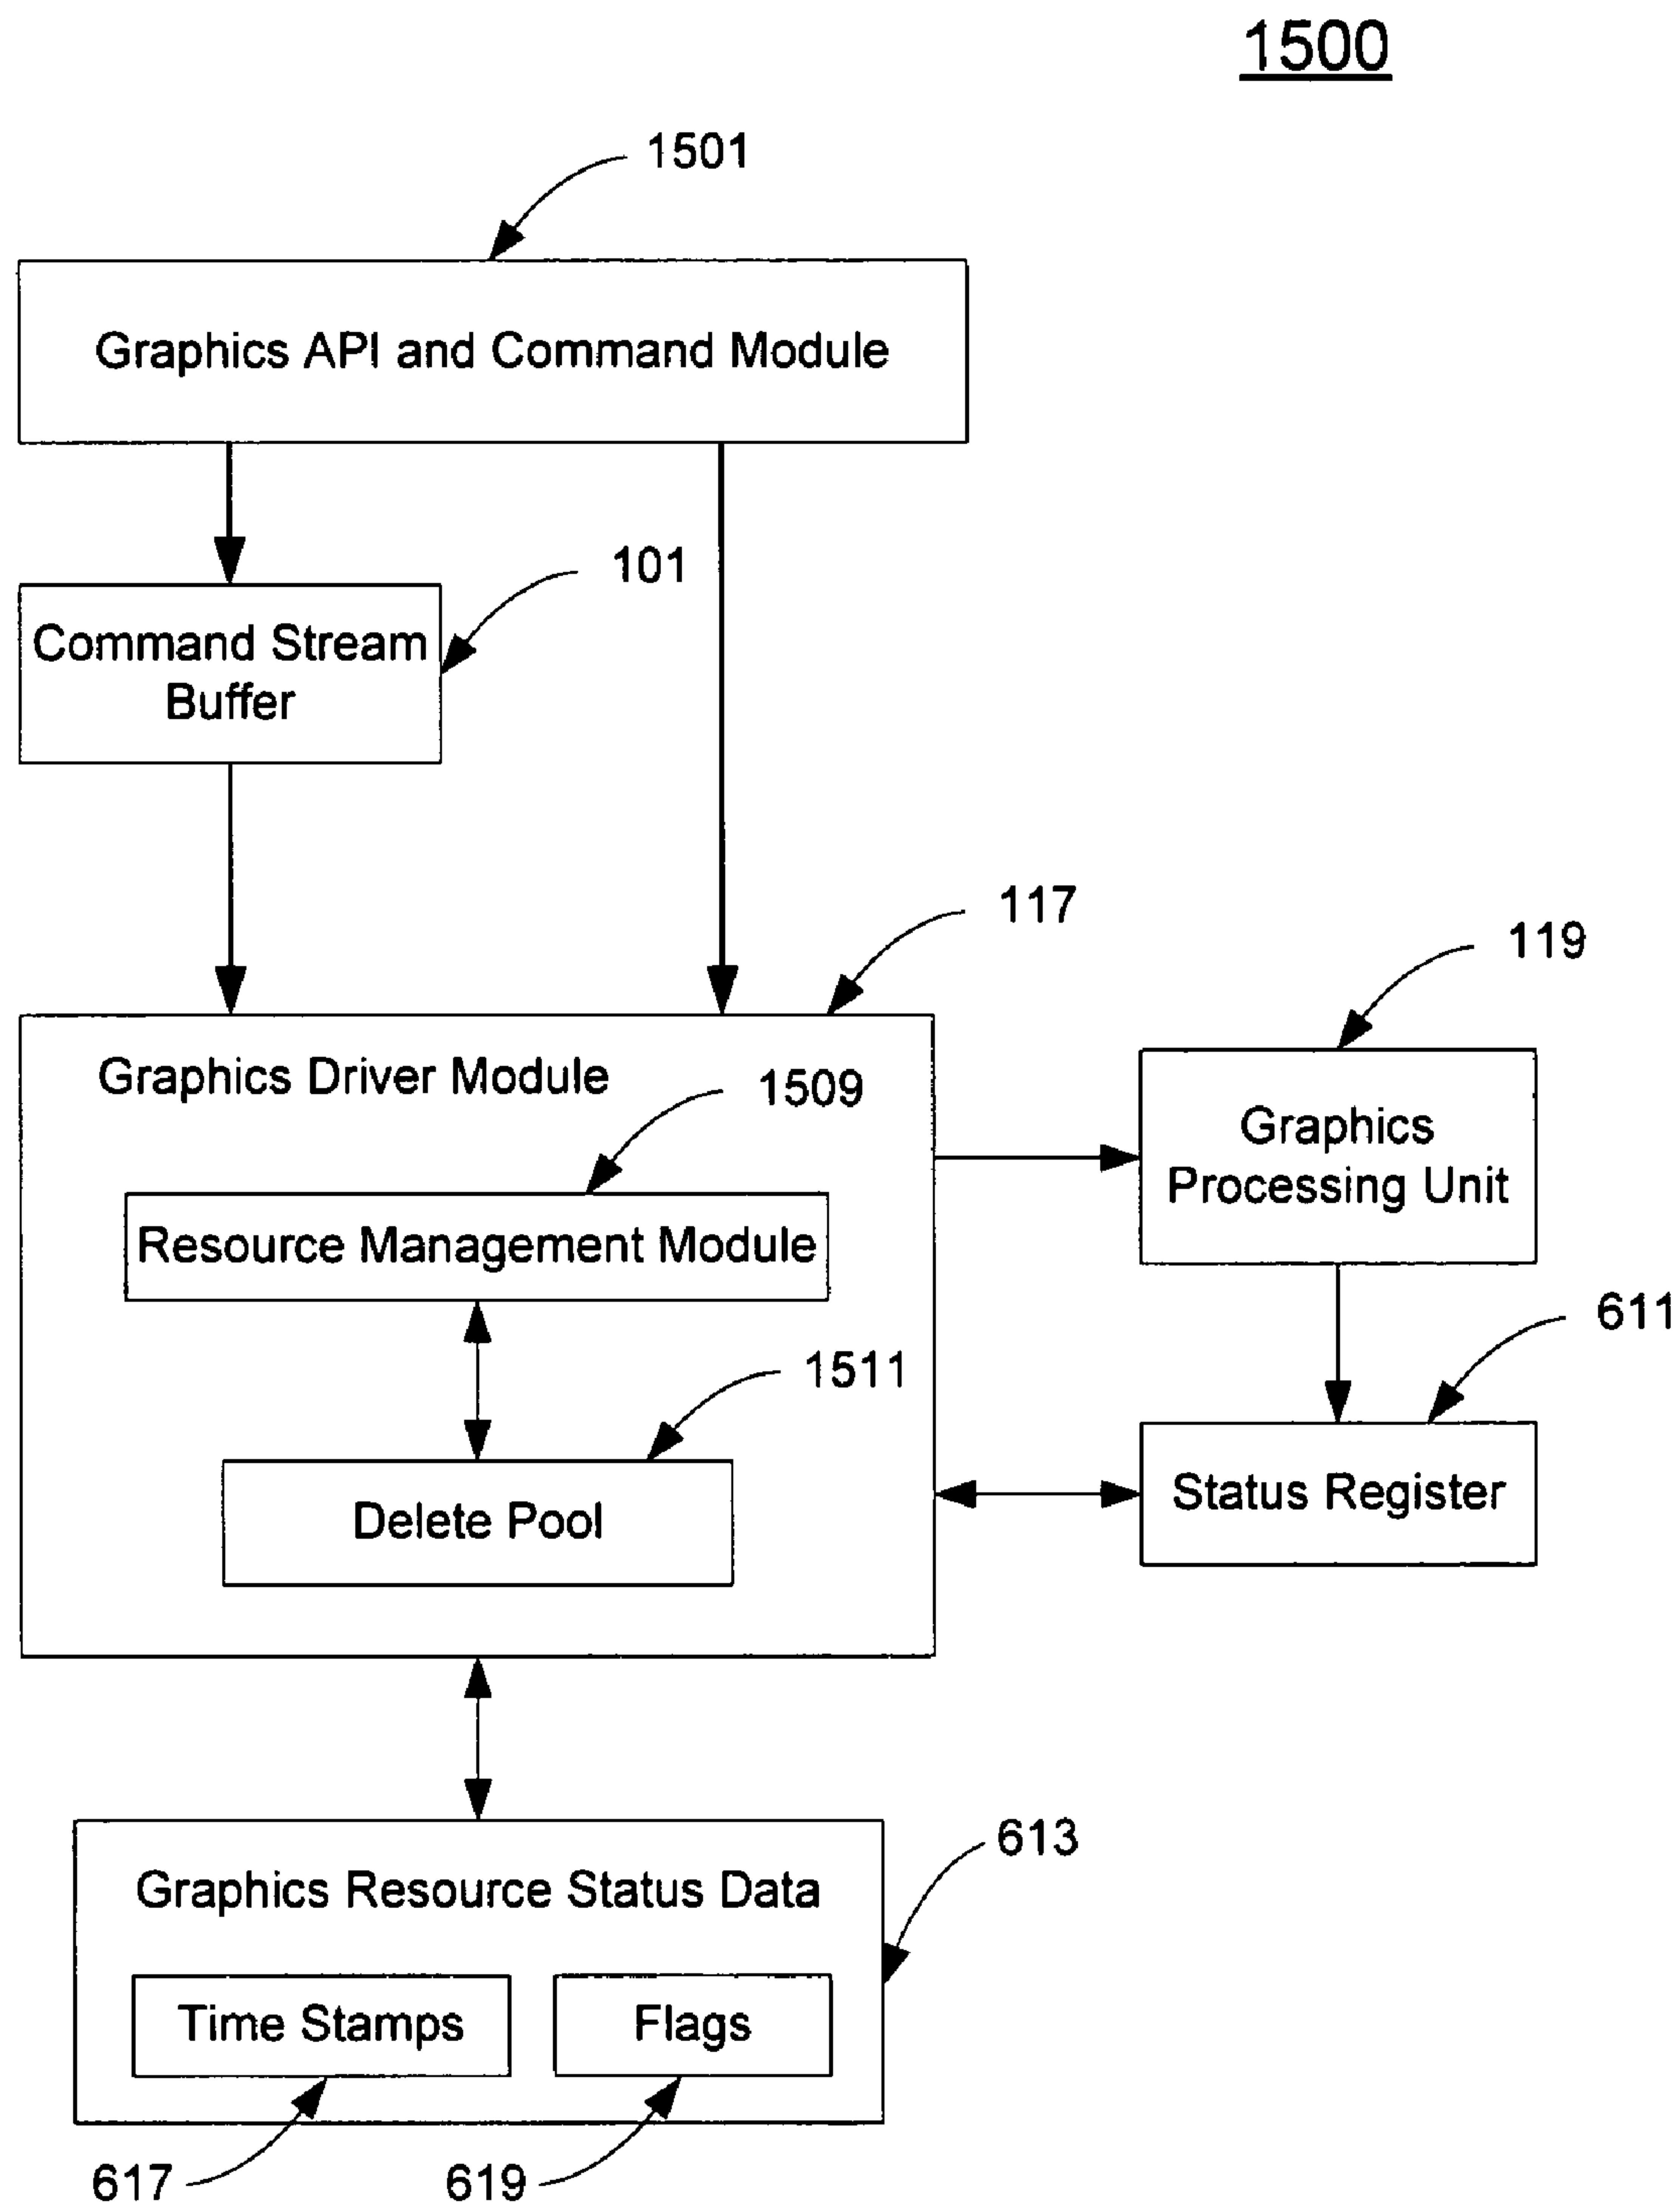 1500
1501
Graphics API and Command Module
101
Command Stream
Buffer
117
119
Graphics Driver Module
1509
Graphics
Processing Unit
Resource Management Module
611
1511
Status Register
Delete Pool
613
Graphics Resource Status Data
Time Stamps
Flags
617
619